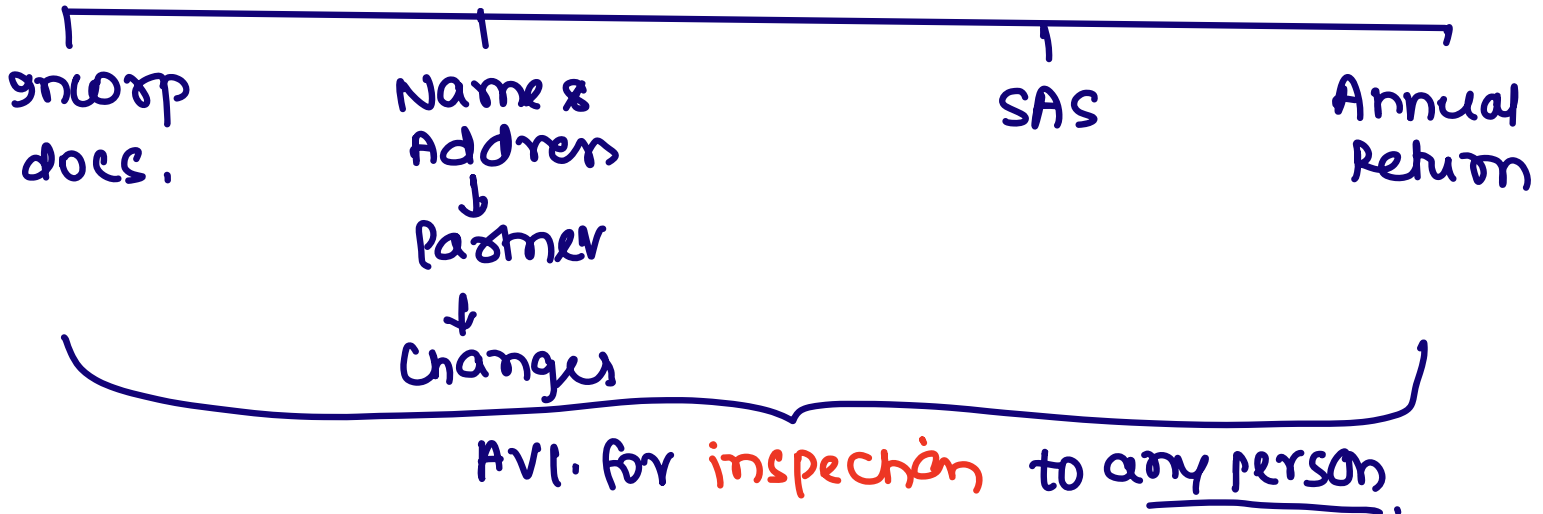 Incorp
docs.
Name &
Address
Partner
Changes
SAS
Annual
Return
Avl. for inspection to any person.